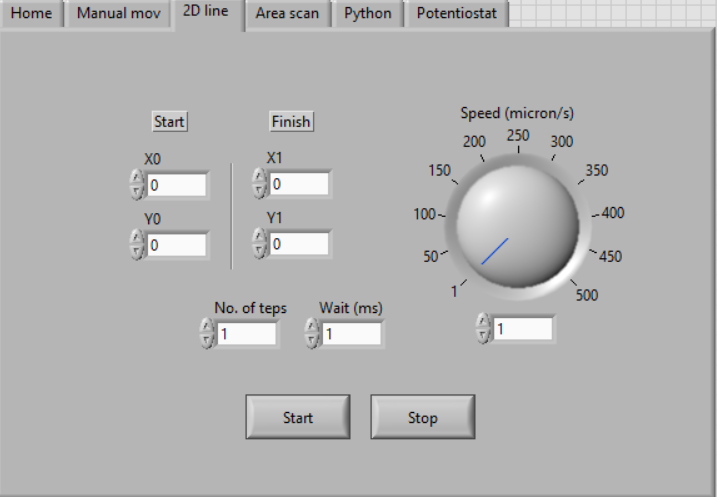 Home Manual mov 2D line Area scan Python Potentiostat
Start Finish
Speed (micron/s)
X0 X1
0 0
Y0 Y1
0 0
1 50 100 150 200 250 300 350 400 450 500
No. of teps Wait (ms)
1 1
1
Start Stop